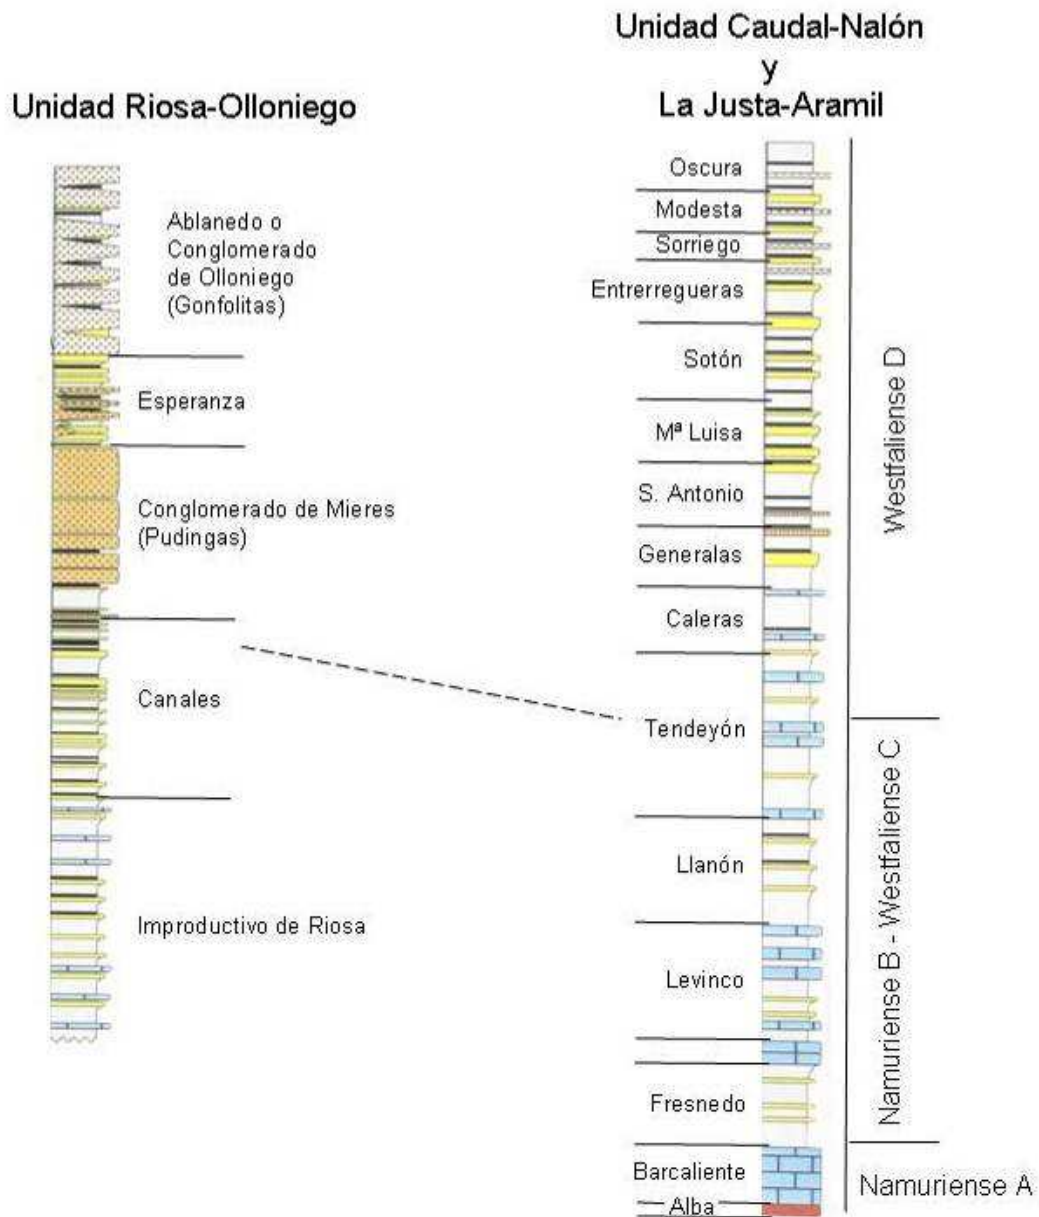 Unidad Riosa-Olloniego
Ablanedo o
Conglomerado
de Olloniego
(Gonfolitas)
Esperanza
Conglomerado de Mieres
(Pudingas)
Canales
Improductivo de Riosa
Unidad Caudal-Nalón
y
La Justa-Aramil
Oscura
Modesta
Sorriego
Entrerregueras
Sotón
Mª Luisa
S. Antonio
Generalas
Caleras
Tendeyón
Llanón
Levinco
Fresnedo
Barcaliente
Alba
Westfaliense D
Namuriense B - Westfaliense C
Namuriense A